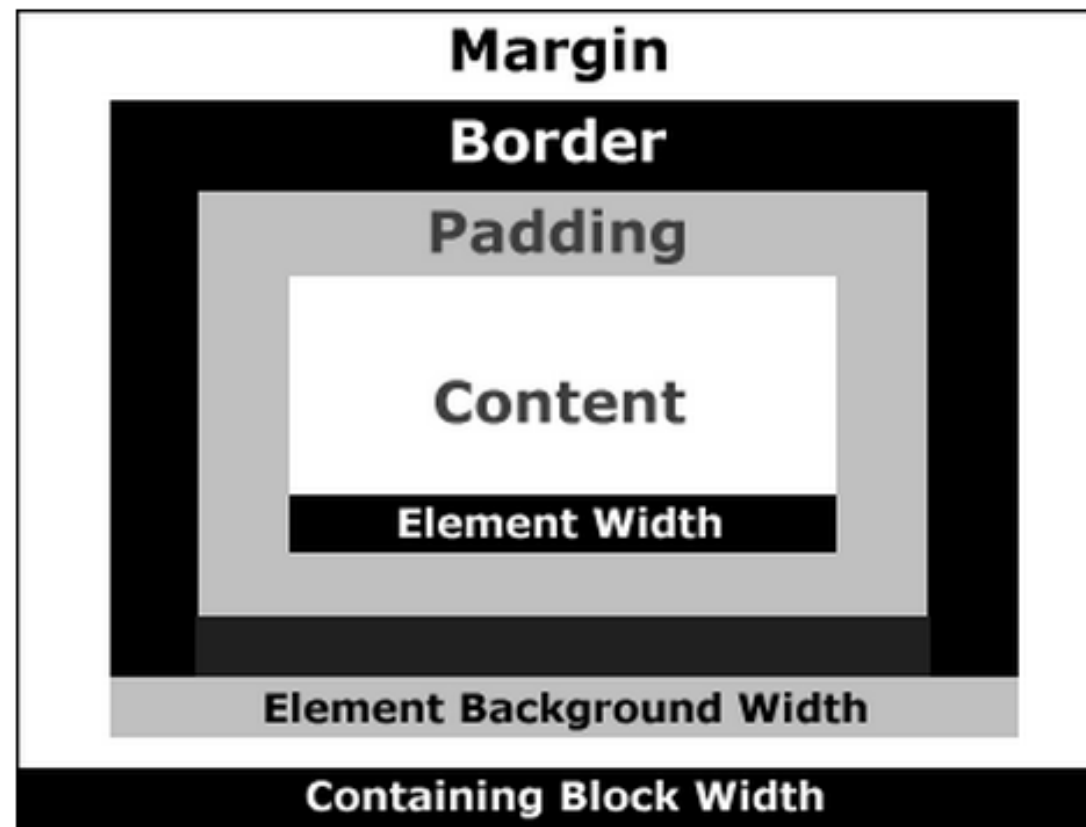 Margin
Border
Padding
Content
Element Width
Element Background Width
Containing Block Width